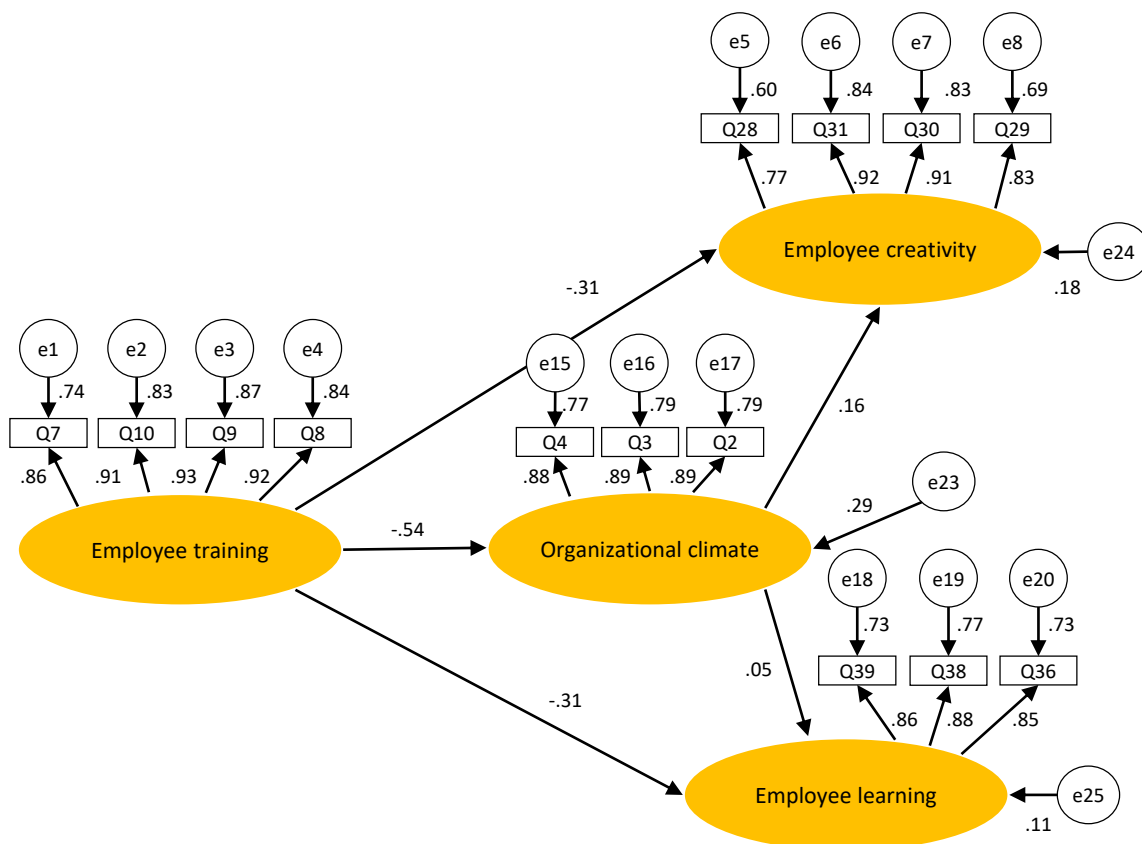 e5 e6 e7 e8
.60 .84 .83 .69
Q28 Q31 Q30 Q29
.77 .92 .91 .83
Employee creativity
e24
.18
-.31
e1 e2 e3 e4
.74 .83 .87 .84
Q7 Q10 Q9 Q8
.86 .91 .93 .92
e15 e16 e17
.77 .79 .79
Q4 Q3 Q2
.88 .89 .89
.16
e23
.29
Employee training
-.54
Organizational climate
e18 e19 e20
.73 .77 .73
Q39 Q38 Q36
.86 .88 .85
.05
-.31
Employee learning
e25
.11